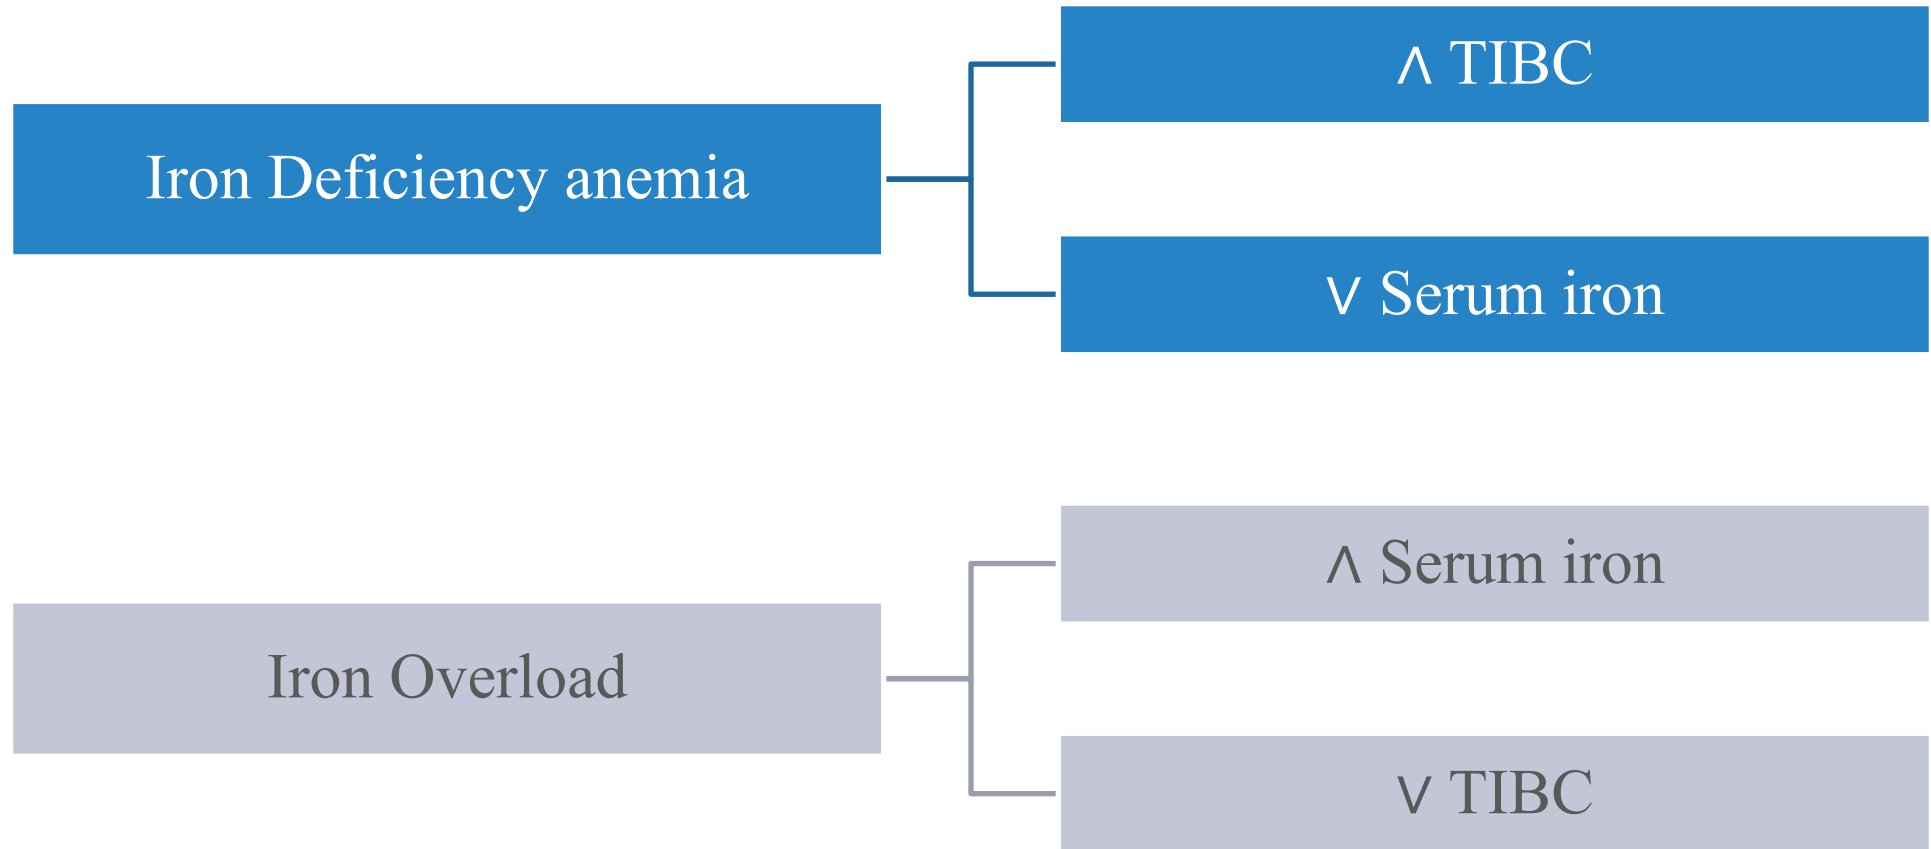 Iron Deficiency anemia
∧ TIBC
∨ Serum iron
Iron Overload
∧ Serum iron
∨ TIBC